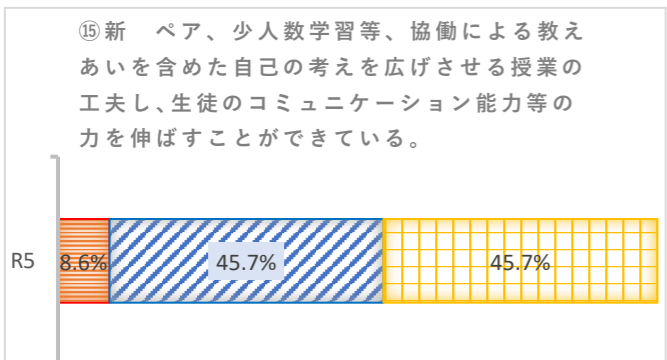 ⑮新　ペア、少人数学習等、協働による教え
あいを含めた自己の考えを広げさせる授業の
工夫し、生徒のコミュニケーション能力等の
力を伸ばすことができている。
R5 8.6% 45.7% 45.7%